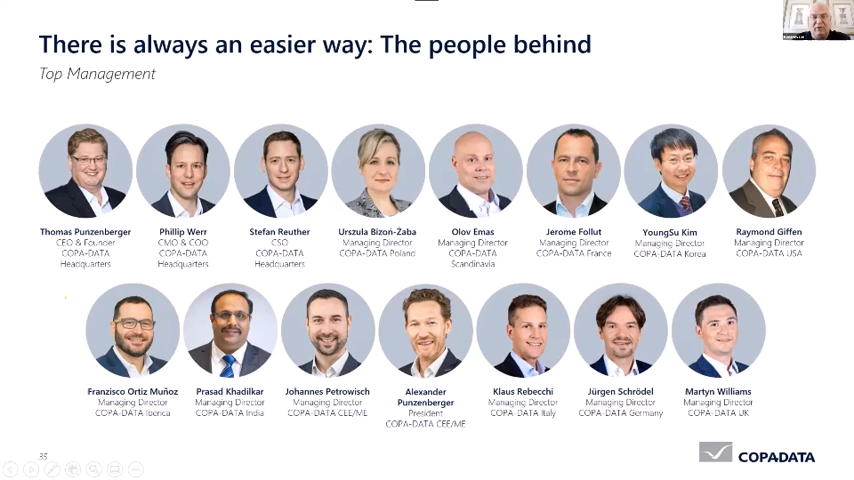 There is always an easier way: The people behind
Top Management
Thomas Punzenberger
CEO & Founder
COPA-DATA
Headquarters
Phillip Werr
CMO & COO
COPA-DATA
Headquarters
Stefan Reuther
CSO
COPA-DATA
Headquarters
Urszula Bizoń-Żaba
Managing Director
COPA-DATA Poland
Olov Emas
Managing Director
COPA-DATA
Scandinavia
Jerome Follut
Managing Director
COPA-DATA France
YoungSu Kim
Managing Director
COPA-DATA Korea
Raymond Giffen
Managing Director
COPA-DATA USA
Franzisco Ortiz Muñoz
Managing Director
COPA-DATA Iberica
Prasad Khadilkar
Managing Director
COPA-DATA India
Johannes Petrowisch
Managing Director
COPA-DATA CEE/ME
Alexander
Punzenberger
President
COPA-DATA CEE/ME
Klaus Rebecchi
Managing Director
COPA-DATA Italy
Jürgen Schrödel
Managing Director
COPA-DATA Germany
Martyn Williams
Managing Director
COPA-DATA UK
35
COPADATA